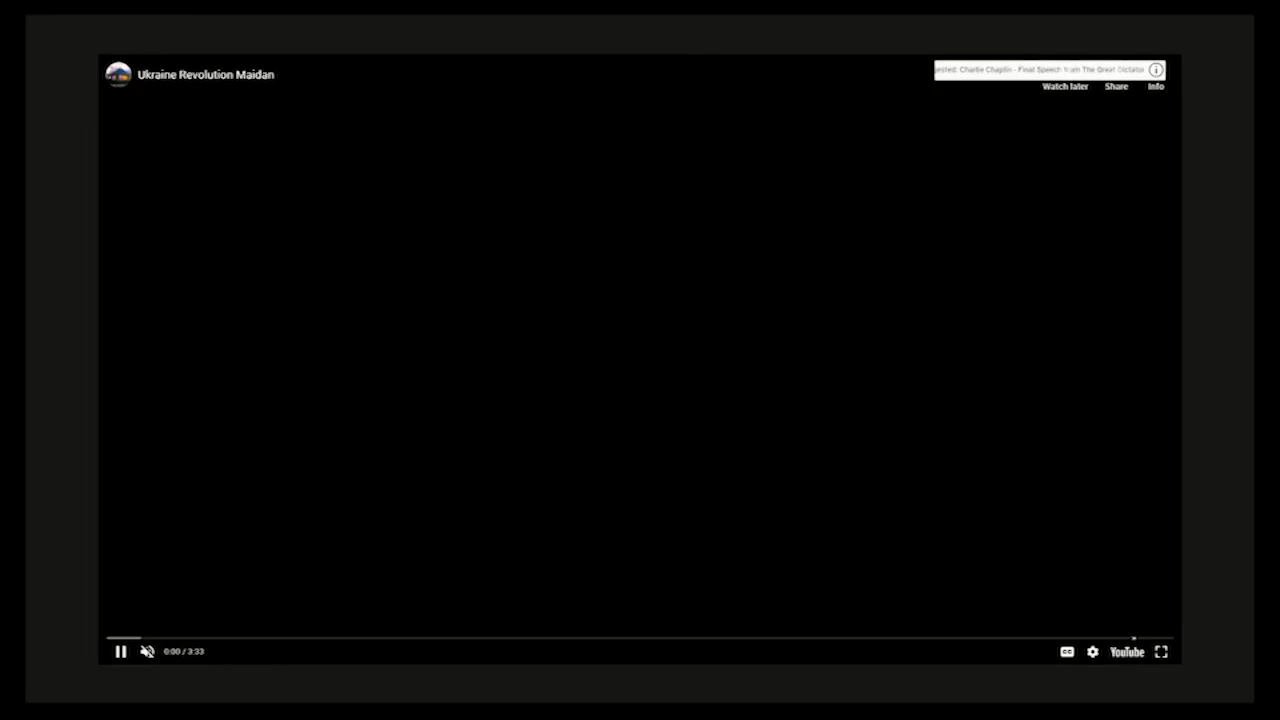 Ukraine Revolution Maidan
Charlie Chaplin - Final Speech from The Great Dictator
Watch later Share Info
0:00 / 3:33
CC
YouTube